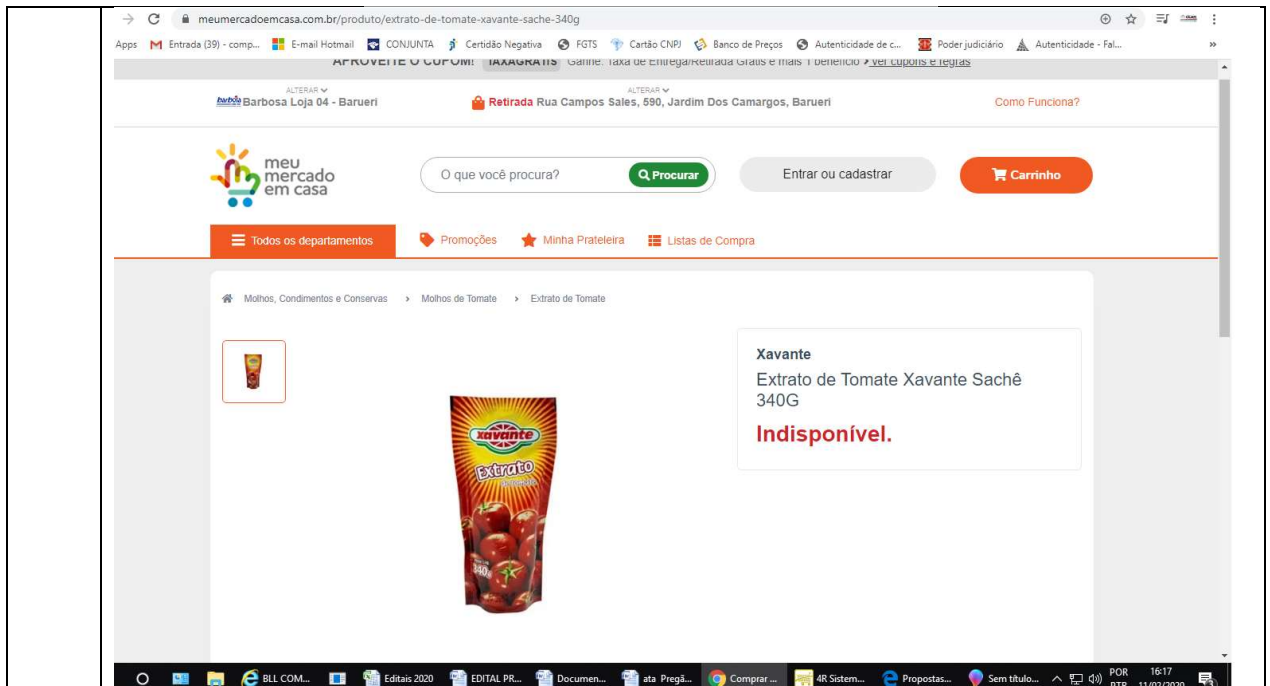 meumercadoemcasa.com.br/produto/extrato-de-tomate-xavante-sache-340g
Apps Entrada (39) - comp... E-mail Hotmail CONJUNTA Certidão Negativa FGTS Cartão CNPJ Banco de Preços Autenticidade de c... Poder judiciário Autenticidade - Fal... »
APROVEITE O CUPOM! TAXAGRATIS Ganhe: Taxa de Entrega/Retirada Grátis e mais 1 benefício > ver cupons e regras
ALTERAR ALTERAR
barbosa Barbosa Loja 04 - Barueri Retirada Rua Campos Sales, 590, Jardim Dos Camargos, Barueri Como Funciona?
meu
mercado
em casa
O que você procura? Procurar Entrar ou cadastrar Carrinho
Todos os departamentos Promoções Minha Prateleira Listas de Compra
Molhos, Condimentos e Conservas > Molhos de Tomate > Extrato de Tomate
Xavante
Extrato de Tomate Xavante Sachê
340G
Indisponível.
xavante
Extrato
340g
BLL COM... Editais 2020 EDITAL PR... Documen... ata Pregã... Comprar ... 4R Sistem... Propostas... Sem título... POR 16:17
PTB 11/02/2020